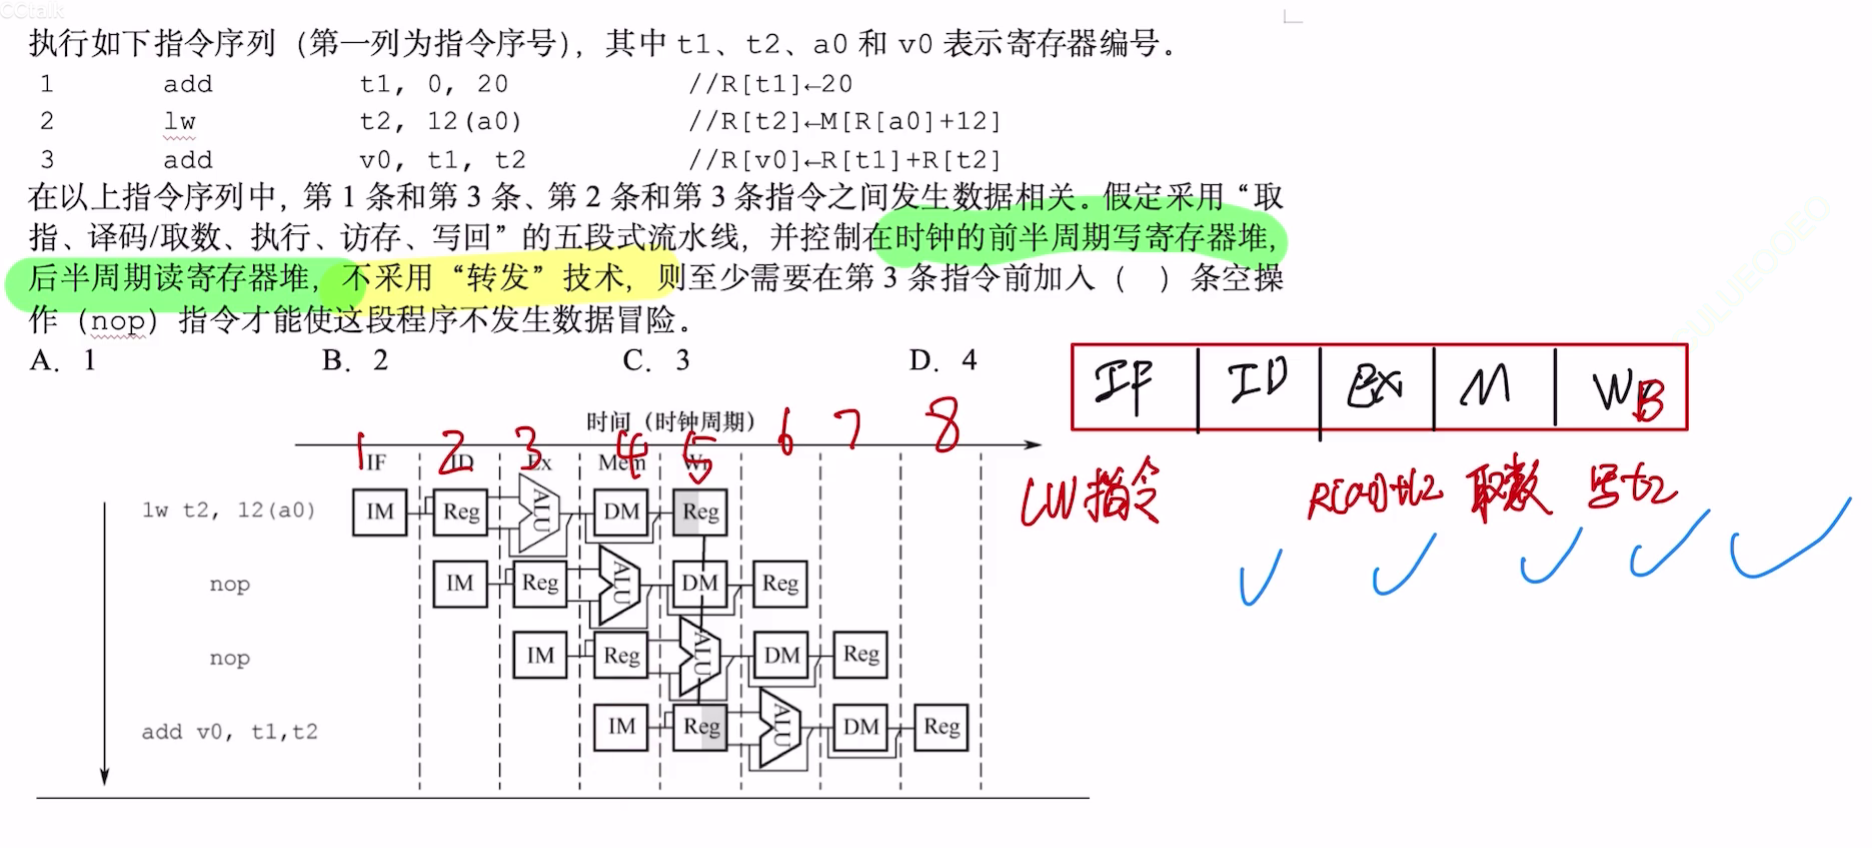 CCtalk
执行如下指令序列（第一列为指令序号），其中 t1、t2、a0 和 v0 表示寄存器编号。
1 add t1, 0, 20 //R[t1]←20
2 lw t2, 12(a0) //R[t2]←M[R[a0]+12]
3 add v0, t1, t2 //R[v0]←R[t1]+R[t2]
在以上指令序列中，第 1 条和第 3 条、第 2 条和第 3 条指令之间发生数据相关。假定采用“取
指、译码/取数、执行、访存、写回”的五段式流水线，并控制在时钟的前半周期写寄存器堆，
后半周期读寄存器堆，不采用“转发”技术，则至少需要在第 3 条指令前加入（ ）条空操
作（nop）指令才能使这段程序不发生数据冒险。
A. 1 B. 2 C. 3 D. 4
IF ID EX M WB
时间（时钟周期）
1 2 3 4 5 6 7 8
IF ID Ex Mem Wr
LW指令 R[a0]+12 取数 写t2
lw t2, 12(a0) IM Reg ALU DM Reg
nop IM Reg ALU DM Reg
nop IM Reg ALU DM Reg
add v0, t1,t2 IM Reg ALU DM Reg